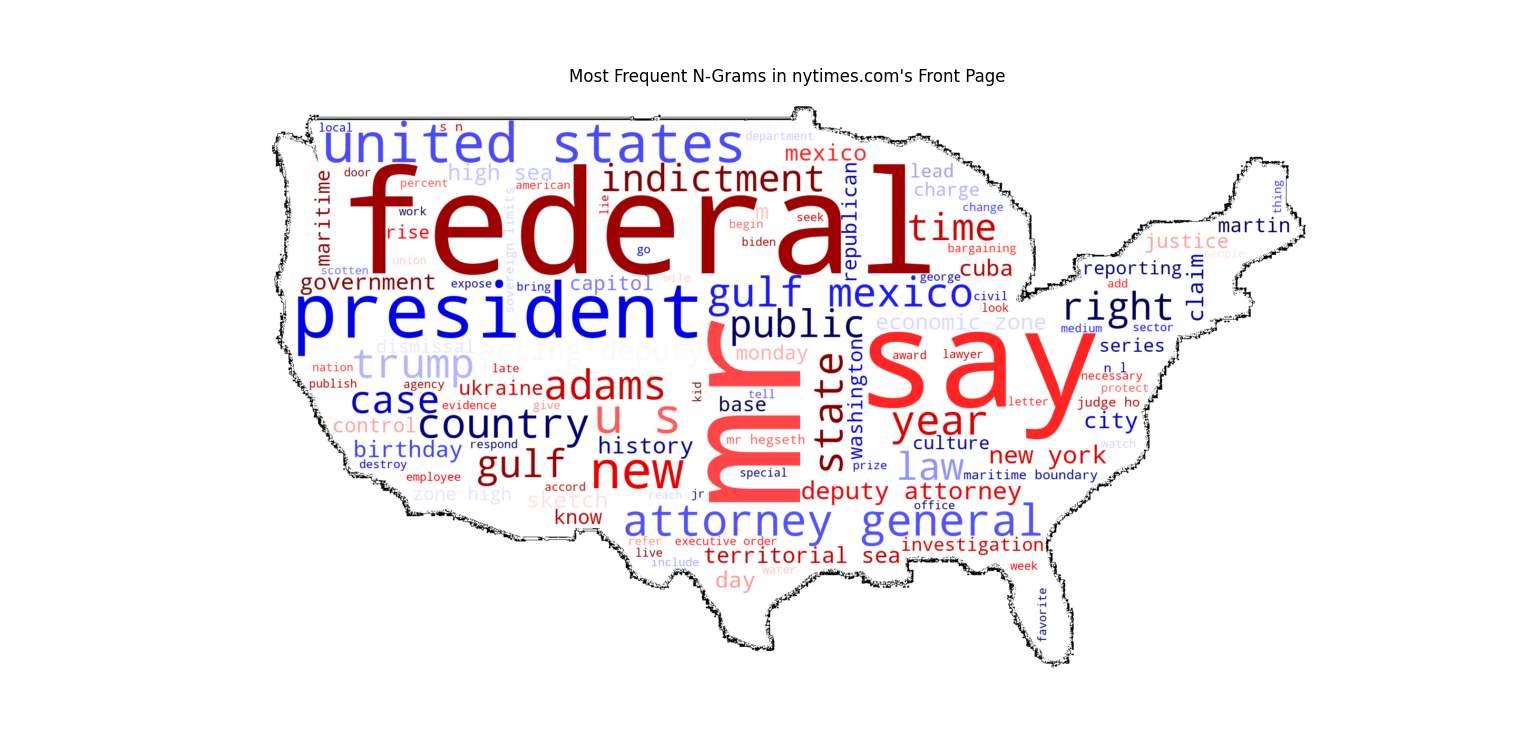 Most Frequent N-Grams in nytimes.com's Front Page
local
s n
united states
department
mexico
door
percent
high sea
american
indictment
lead
charge
thing
maritime
federal
work
rise
lie
m
begin
seek
biden
go
republican
change
time
bargaining
martin
justice
people
union
scotten
sovereign limits
government
expose
bring
capitol
mile
george
cuba
reporting.
add
claim
president
gulf mexico
civil
look
right
public
economic zone
medium
sector
dismissal
acting deputy
monday
series
trump
nation
publish
agency
late
ukraine
adams
mr
state
washington
say
award
lawyer
n l
necessary
protect
judge ho
letter
case
evidence
give
kid
tell
base
year
city
control
country
u s
birthday
respond
history
mr hegseth
culture
watch
destroy
employee
gulf
new
special
prize
law
new york
maritime boundary
accord
zone high
sketch
reach
jr
deputy attorney
office
know
attorney general
refer
executive order
live
include
territorial sea
investigation
water
day
week
favorite